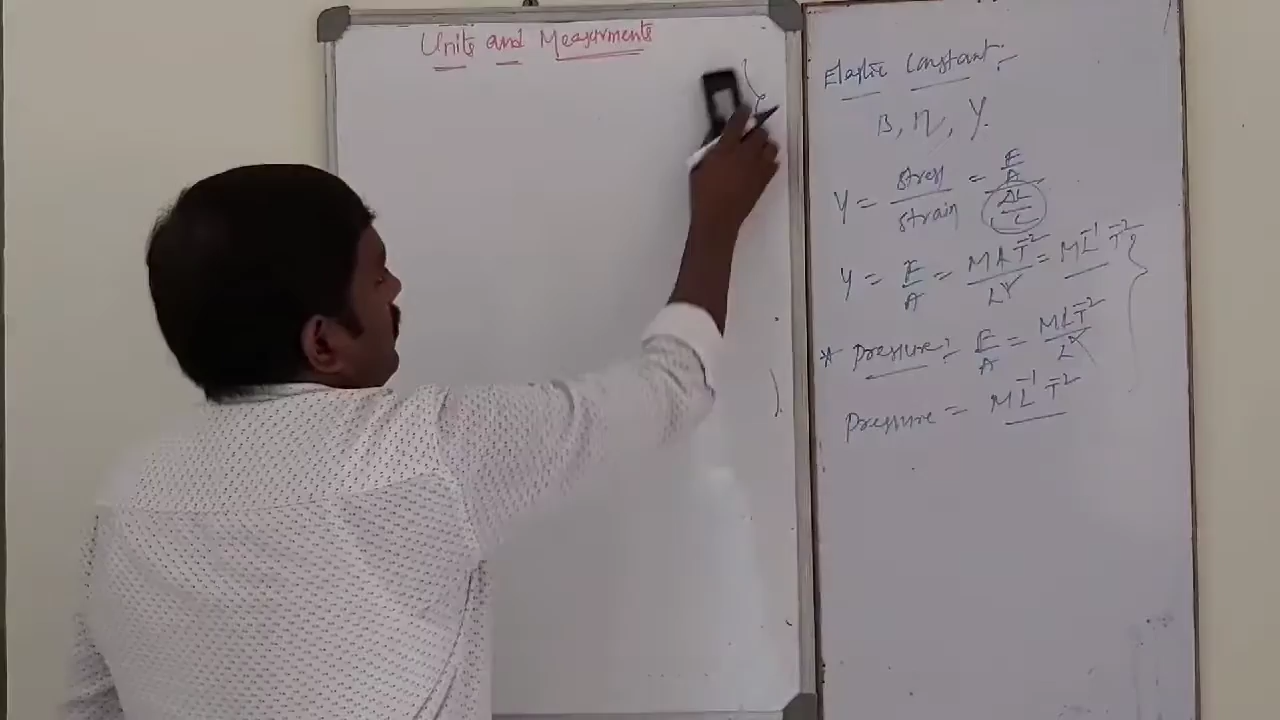 Units and Measurments
Elastic Constant:-
B, η, Y.
Y = stress/strain = (F/A)/(ΔL/L)
Y = F/A = MLT⁻²/L² = ML⁻¹T⁻²
* Pressure:- F/A = MLT⁻²/L²
Pressure = ML⁻¹T⁻²